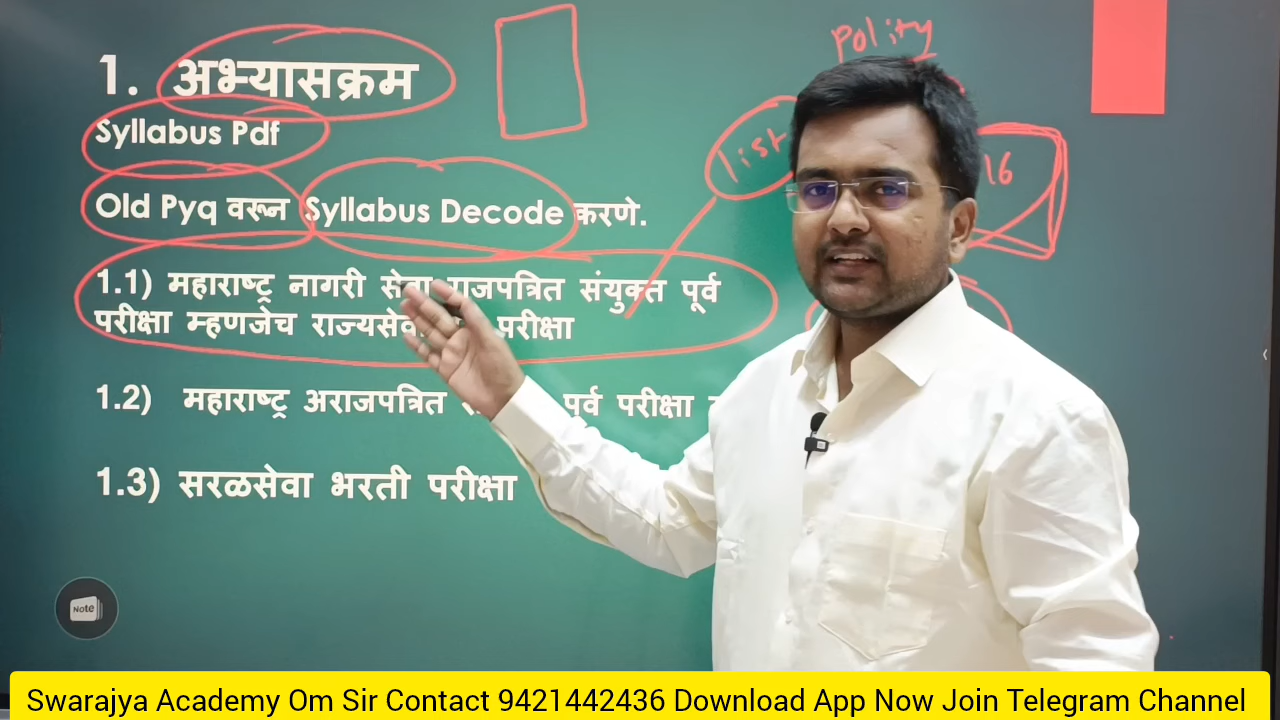 polity
1. अभ्यासक्रम
Syllabus Pdf
list
16
Old Pyq वरून Syllabus Decode करणे.
1.1) महाराष्ट्र नागरी सेवा राजपत्रित संयुक्त पूर्व
परीक्षा म्हणजेच राज्यसेवा परीक्षा
1.2) महाराष्ट्र अराजपत्रित पूर्व परीक्षा
1.3) सरळसेवा भरती परीक्षा
Note
Swarajya Academy Om Sir Contact 9421442436 Download App Now Join Telegram Channel